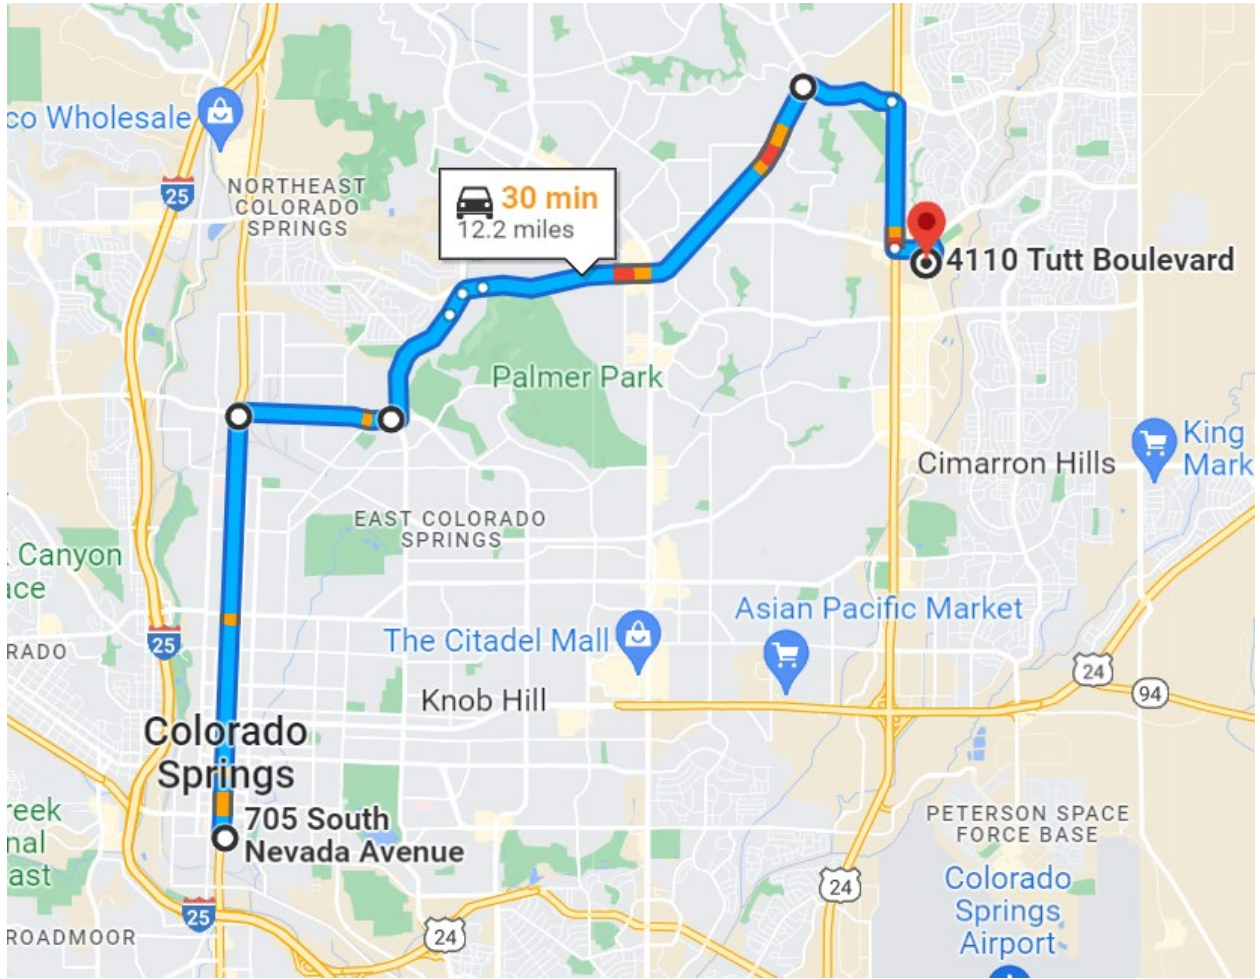 co Wholesale
25
NORTHEAST
COLORADO
SPRINGS
30 min
12.2 miles
4110 Tutt Boulevard
Palmer Park
King
Mark
Cimarron Hills
EAST COLORADO
SPRINGS
Canyon
ace
Asian Pacific Market
The Citadel Mall
25
RADO
24
94
Knob Hill
Colorado
Springs
705 South
Nevada Avenue
PETERSON SPACE
FORCE BASE
reek
nal
ast
Colorado
Springs
Airport
24
25
24
ROADMOOR